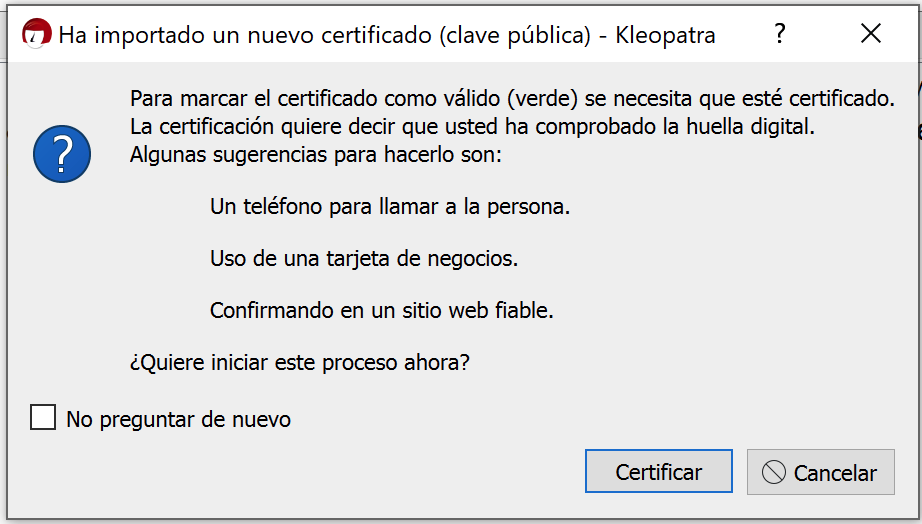 Ha importado un nuevo certificado (clave pública) - Kleopatra
Para marcar el certificado como válido (verde) se necesita que esté certificado.
La certificación quiere decir que usted ha comprobado la huella digital.
Algunas sugerencias para hacerlo son:
Un teléfono para llamar a la persona.
Uso de una tarjeta de negocios.
Confirmando en un sitio web fiable.
¿Quiere iniciar este proceso ahora?
No preguntar de nuevo
Certificar
Cancelar